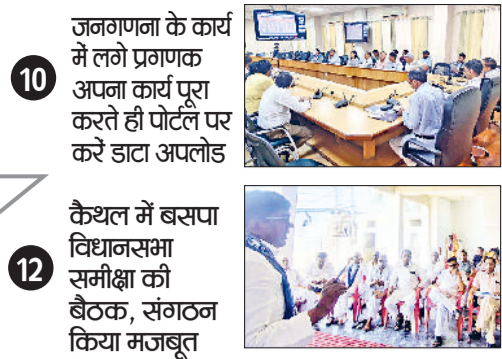 10
जनगणना के कार्य
में लगे प्रगणक
अपना कार्य पूरा
करते ही पोर्टल पर
करें डाटा अपलोड
12
कैथल में बसपा
विधानसभा
समीक्षा की
बैठक, संगठन
किया मजबूत